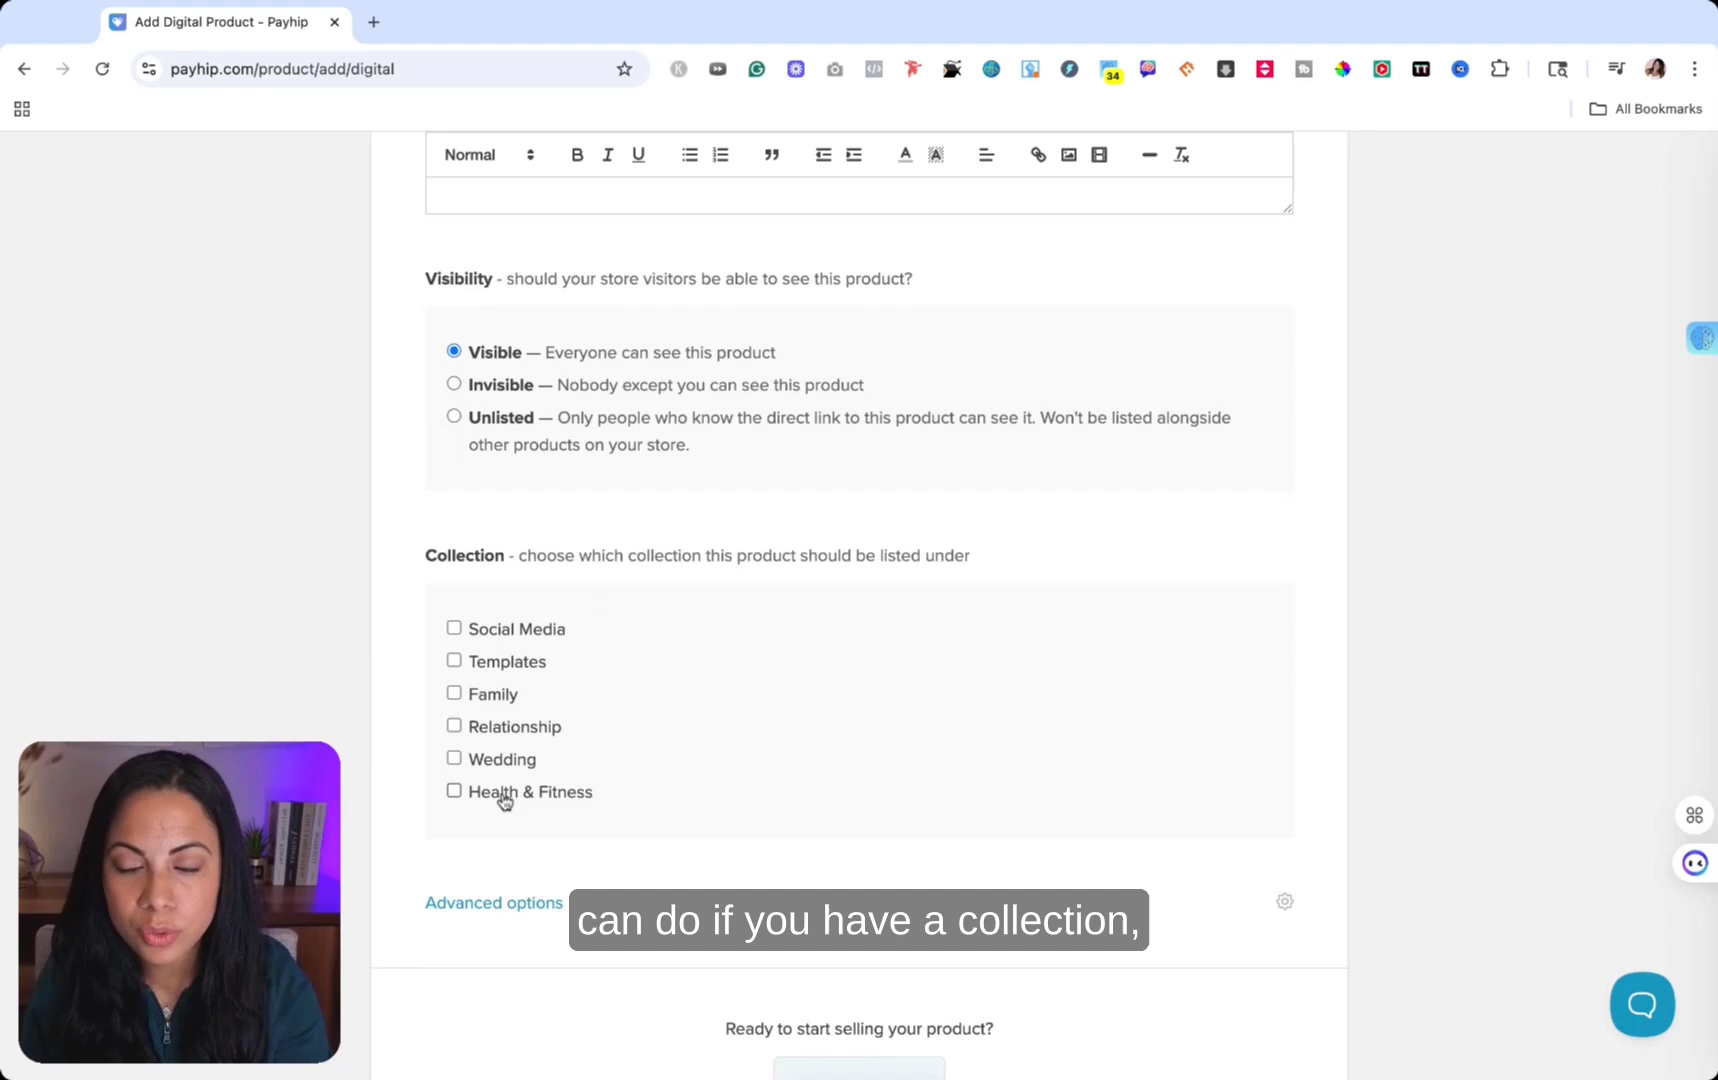 Add Digital Product - Payhip
payhip.com/product/add/digital
34
TT
All Bookmarks
Normal
B I U
Visibility - should your store visitors be able to see this product?
Visible — Everyone can see this product
Invisible — Nobody except you can see this product
Unlisted — Only people who know the direct link to this product can see it. Won't be listed alongside
other products on your store.
Collection - choose which collection this product should be listed under
Social Media
Templates
Family
Relationship
Wedding
Health & Fitness
Advanced options
can do if you have a collection,
Ready to start selling your product?